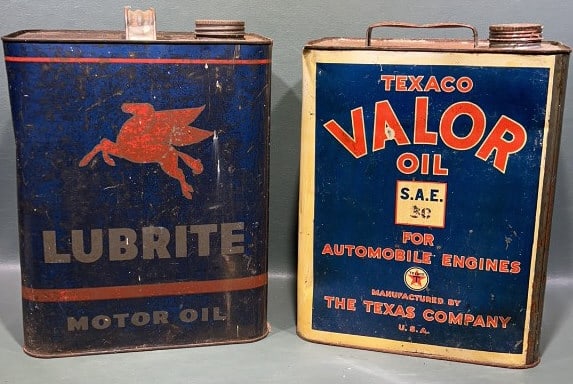 LUBRITE
MOTOR OIL
TEXACO
VALOR
OIL
S.A.E.
30
FOR
AUTOMOBILE ENGINES
MANUFACTURED BY
THE TEXAS COMPANY
U.S.A.